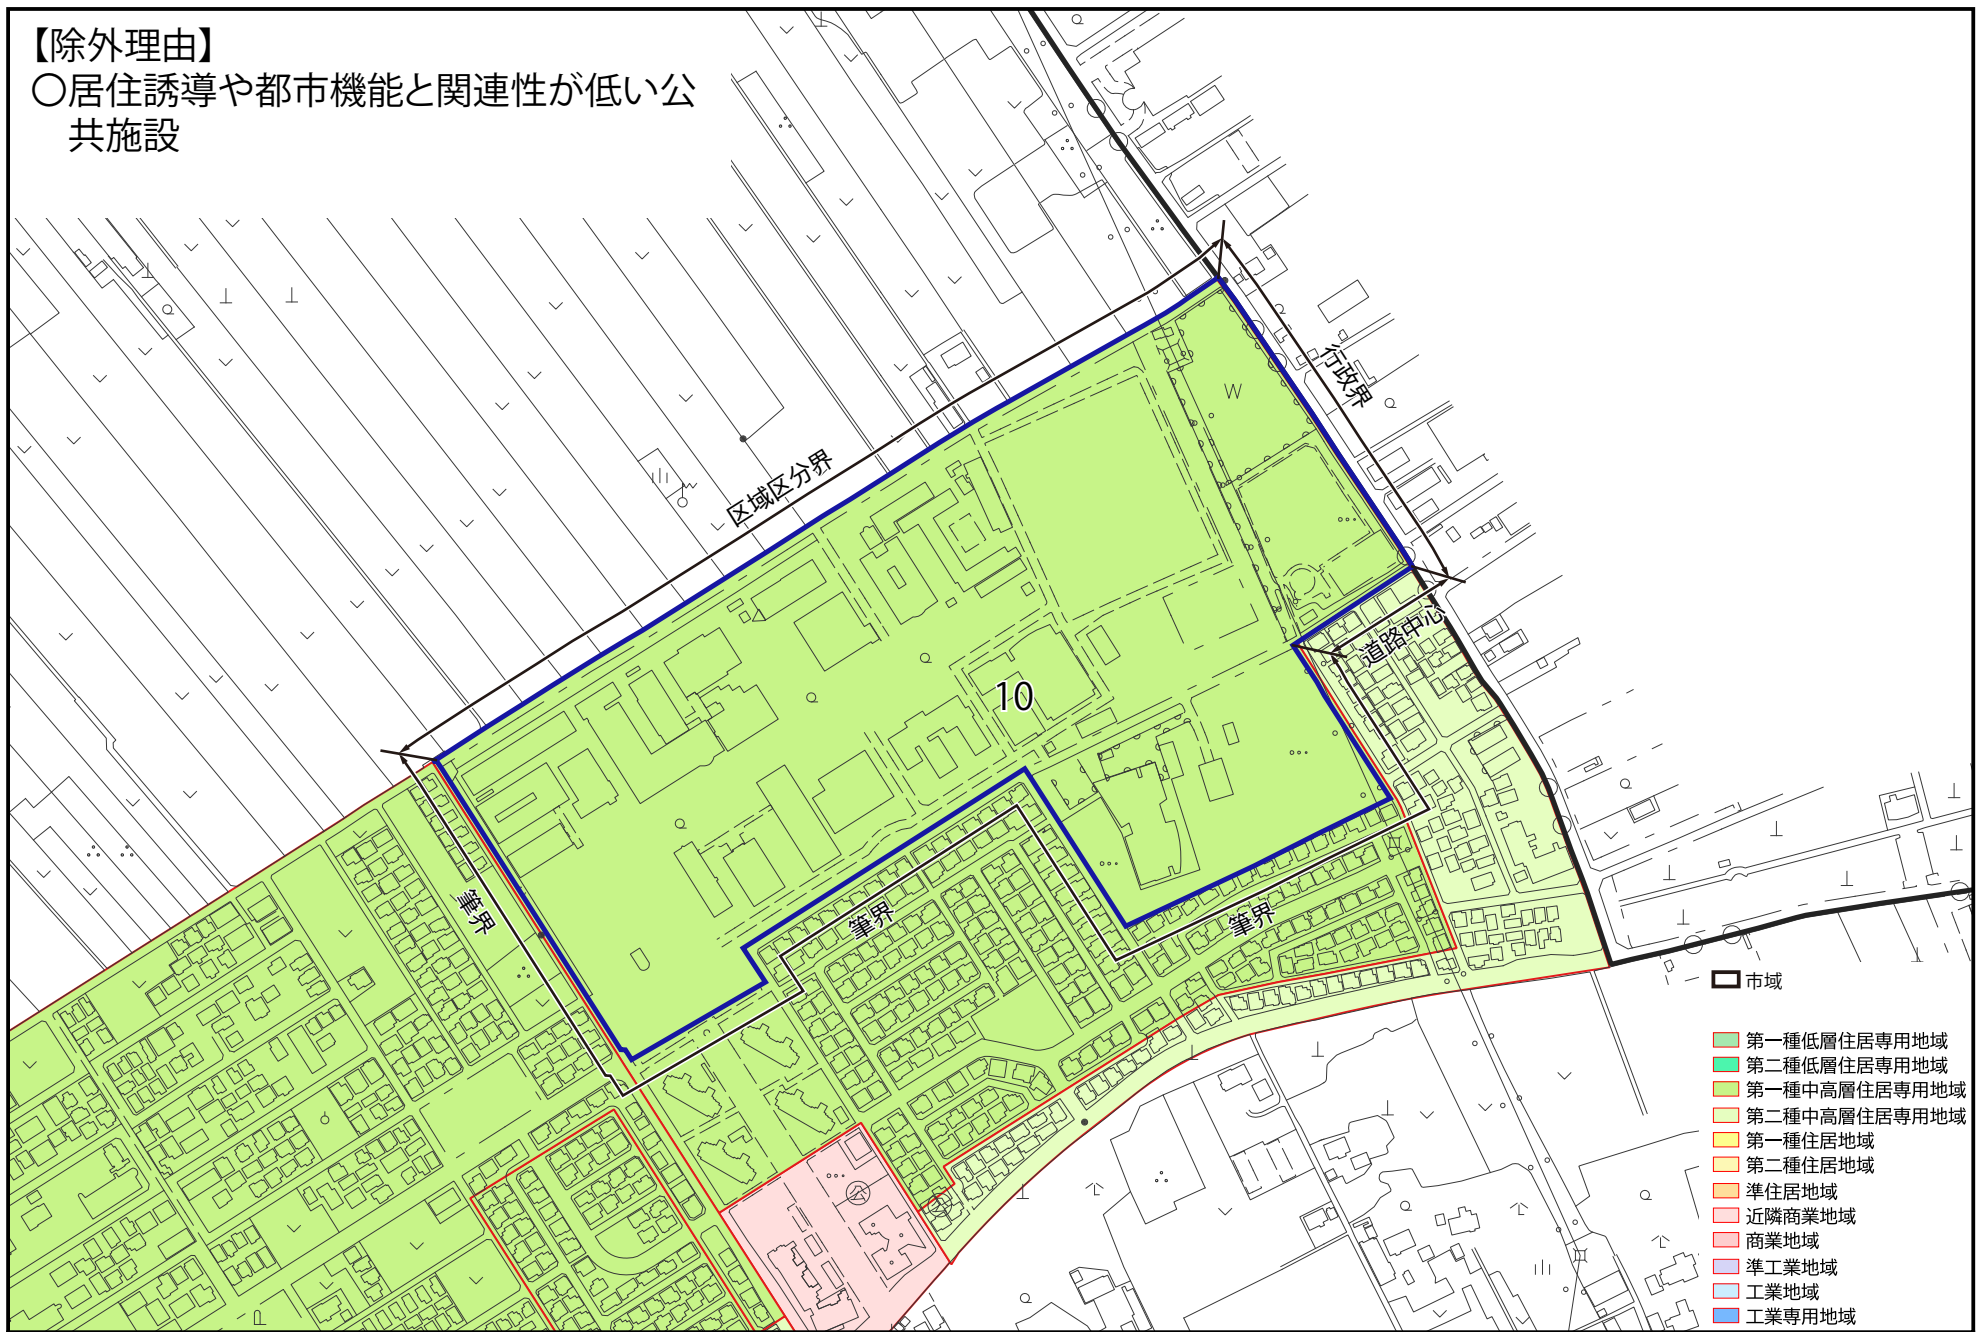 【除外理由】
〇居住誘導や都市機能と関連性が低い公
共施設
行政界
区域区分界
W
道路中心
10
筆界
筆界
筆界
公
公
市域
第一種低層住居専用地域
第二種低層住居専用地域
第一種中高層住居専用地域
第二種中高層住居専用地域
第一種住居地域
第二種住居地域
準住居地域
近隣商業地域
商業地域
準工業地域
工業地域
工業専用地域